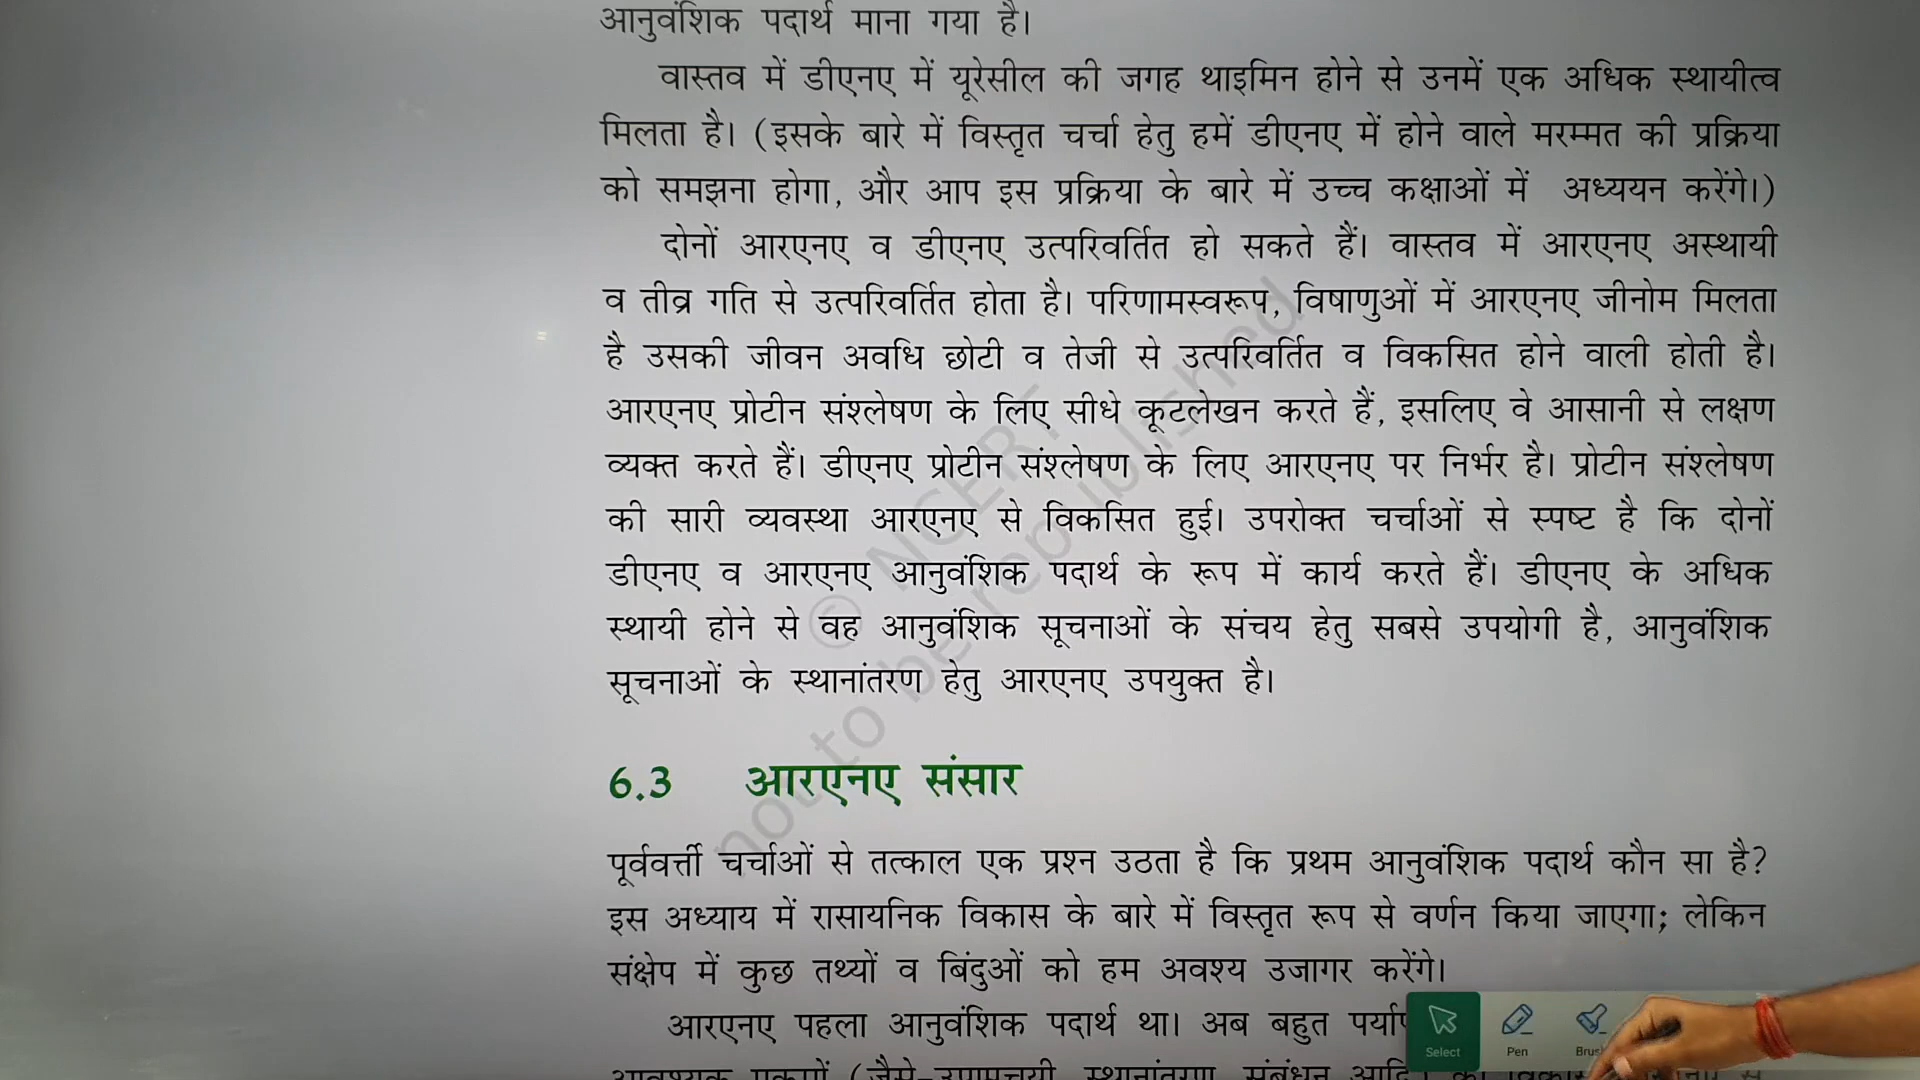 आनुवंशिक पदार्थ माना गया है।
वास्तव में डीएनए में यूरेसील की जगह थाइमिन होने से उनमें एक अधिक स्थायीत्व
मिलता है। (इसके बारे में विस्तृत चर्चा हेतु हमें डीएनए में होने वाले मरम्मत की प्रक्रिया
को समझना होगा, और आप इस प्रक्रिया के बारे में उच्च कक्षाओं में अध्ययन करेंगे।)
दोनों आरएनए व डीएनए उत्परिवर्तित हो सकते हैं। वास्तव में आरएनए अस्थायी
व तीव्र गति से उत्परिवर्तित होता है। परिणामस्वरूप, विषाणुओं में आरएनए जीनोम मिलता
है उसकी जीवन अवधि छोटी व तेजी से उत्परिवर्तित व विकसित होने वाली होती है।
आरएनए प्रोटीन संश्लेषण के लिए सीधे कूटलेखन करते हैं, इसलिए वे आसानी से लक्षण
व्यक्त करते हैं। डीएनए प्रोटीन संश्लेषण के लिए आरएनए पर निर्भर है। प्रोटीन संश्लेषण
की सारी व्यवस्था आरएनए से विकसित हुई। उपरोक्त चर्चाओं से स्पष्ट है कि दोनों
डीएनए व आरएनए आनुवंशिक पदार्थ के रूप में कार्य करते हैं। डीएनए के अधिक
स्थायी होने से वह आनुवंशिक सूचनाओं के संचय हेतु सबसे उपयोगी है, आनुवंशिक
सूचनाओं के स्थानांतरण हेतु आरएनए उपयुक्त है।
© NCERT
not to be republished
6.3 आरएनए संसार
पूर्ववर्त्ती चर्चाओं से तत्काल एक प्रश्न उठता है कि प्रथम आनुवंशिक पदार्थ कौन सा है?
इस अध्याय में रासायनिक विकास के बारे में विस्तृत रूप से वर्णन किया जाएगा; लेकिन
संक्षेप में कुछ तथ्यों व बिंदुओं को हम अवश्य उजागर करेंगे।
आरएनए पहला आनुवंशिक पदार्थ था। अब बहुत
Select Pen